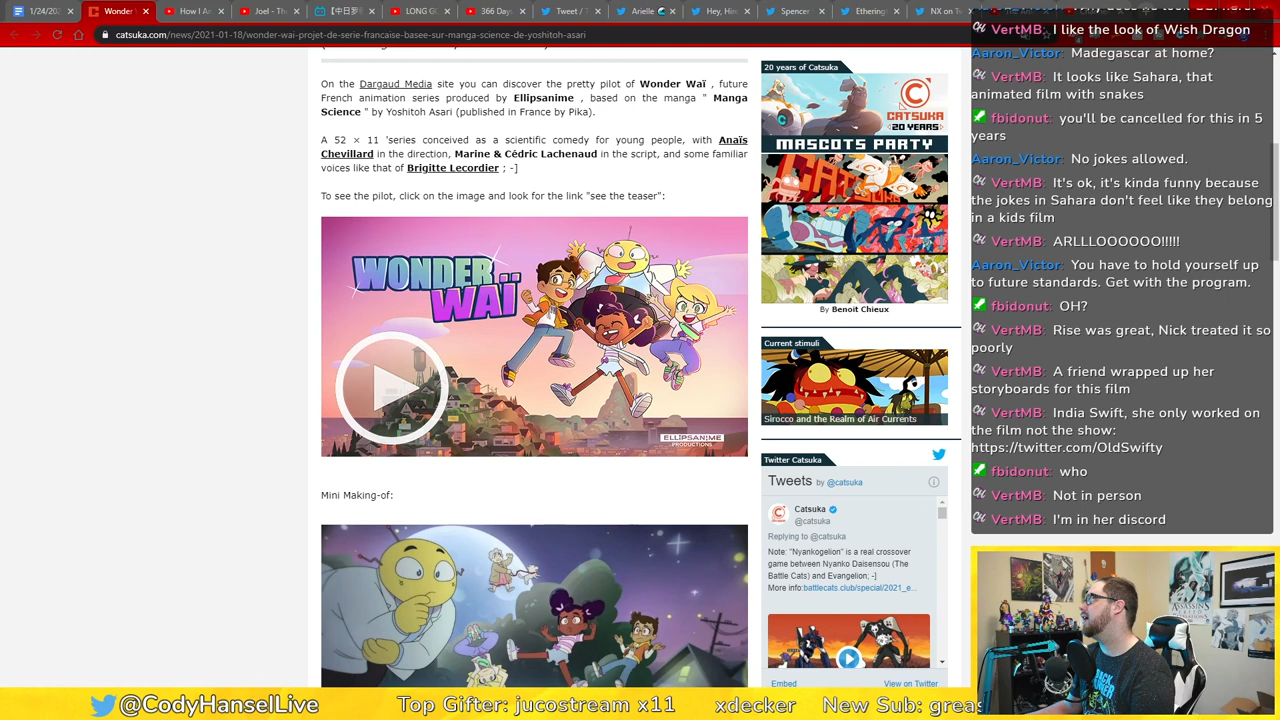 1/24/202
Wonder
How I A
Joel - The
【中日罗
LONG G
366 Days
Tweet / T
Arielle
Hey, Hire
Spencer
Ethering
NX on Tw
catsuka.com/news/2021-01-18/wonder-wai-projet-de-serie-francaise-basee-sur-manga-science-de-yoshitoh-asari
On the Dargaud Media site you can discover the pretty pilot of Wonder Waï , future
French animation series produced by Ellipsanime , based on the manga " Manga
Science " by Yoshitoh Asari (published in France by Pika).
A 52 × 11 'series conceived as a scientific comedy for young people, with Anaïs
Chevillard in the direction, Marine & Cédric Lachenaud in the script, and some familiar
voices like that of Brigitte Lecordier ; -]
To see the pilot, click on the image and look for the link "see the teaser":
WONDER
WAÏ
ELLIPSANIME
PRODUCTIONS
Mini Making-of:
20 years of Catsuka
CATSUKA
20 YEARS
MASCOTS PARTY
By Benoit Chieux
Current stimuli
Sirocco and the Realm of Air Currents
Twitter Catsuka
Tweets by @catsuka
Catsuka
@catsuka
Replying to @catsuka
Note: "Nyankogelion" is a real crossover
game between Nyanko Daisensou (The
Battle Cats) and Evangelion; -]
More info:battlecats.club/special/2021_e...
Embed
View on Twitter
VertMB: I like the look of Wish Dragon
Aaron_Victor: Madegascar at home?
VertMB: It looks like Sahara, that
animated film with snakes
fbidonut: you'll be cancelled for this in 5
years
Aaron_Victor: No jokes allowed.
VertMB: It's ok, it's kinda funny because
the jokes in Sahara don't feel like they belong
in a kids film
VertMB: ARLLLOOOOOO!!!!!
Aaron_Victor: You have to hold yourself up
to future standards. Get with the program.
fbidonut: OH?
VertMB: Rise was great, Nick treated it so
poorly
VertMB: A friend wrapped up her
storyboards for this film
VertMB: India Swift, she only worked on
the film not the show:
https://twitter.com/OldSwifty
fbidonut: who
VertMB: Not in person
VertMB: I'm in her discord
ASSASSINS
@CodyHanselLive
Top Gifter: jucostream x11
xdecker
New Sub: greas